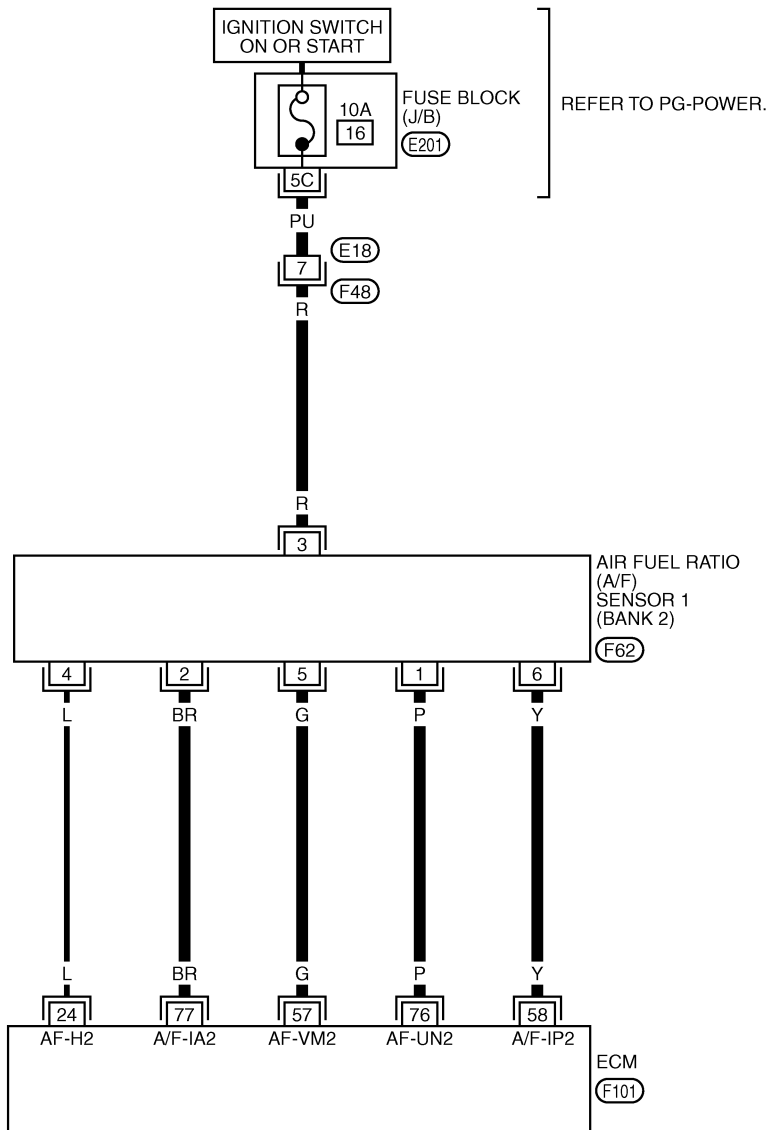 IGNITION SWITCH
ON OR START
FUSE BLOCK
(J/B)
10A
16
E201
REFER TO PG-POWER.
5C
PU
E18
7
F48
R
R
3
AIR FUEL RATIO
(A/F)
SENSOR 1
(BANK 2)
F62
4 2 5 1 6
L BR G P Y
L BR G P Y
24 77 57 76 58
AF-H2 A/F-IA2 AF-VM2 AF-UN2 A/F-IP2
ECM
F101